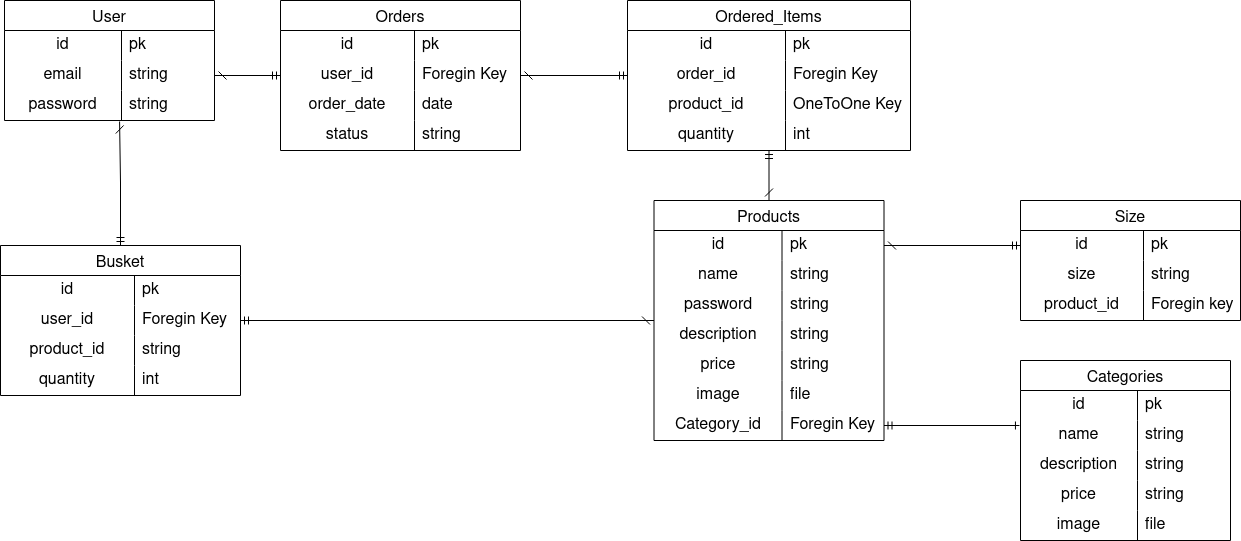 User
id pk
email string
password string
Orders
id pk
user_id Foregin Key
order_date date
status string
Ordered_Items
id pk
order_id Foregin Key
product_id OneToOne Key
quantity int
Busket
id pk
user_id Foregin Key
product_id string
quantity int
Products
id pk
name string
password string
description string
price string
image file
Category_id Foregin Key
Size
id pk
size string
product_id Foregin key
Categories
id pk
name string
description string
price string
image file